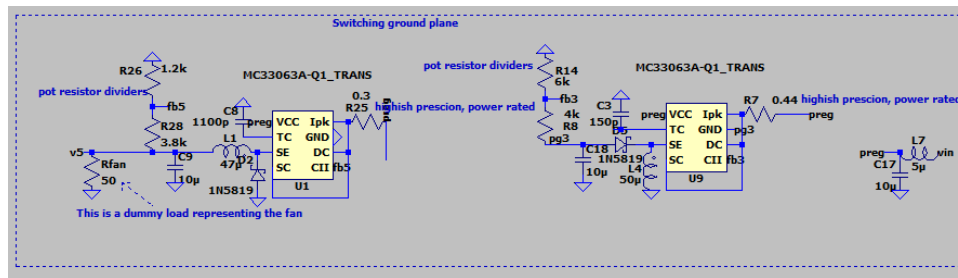 Switching ground plane
R26
1.2k
pot resistor dividers
fb5
R28
3.8k
v5
Rfan
50
C9
10µ
This is a dummy load representing the fan
L1
47µ
D2
1N5819
C8
1100p
preg
MC33063A-Q1_TRANS
VCC
Ipk
TC
GND
SE
DC
SC
CII
fb5
U1
0.3
R25
preg
highish prescion, power rated
pot resistor dividers
R14
6k
fb3
4k
R8
pg3
C3
150p
C18
10µ
D5
1N5819
L4
50µ
preg
MC33063A-Q1_TRANS
VCC
Ipk
TC
GND
SE
DC
SC
CII
pg3
fb3
U9
R7
0.44
highish prescion, power rated
preg
preg
L7
5µ
vin
C17
10µ